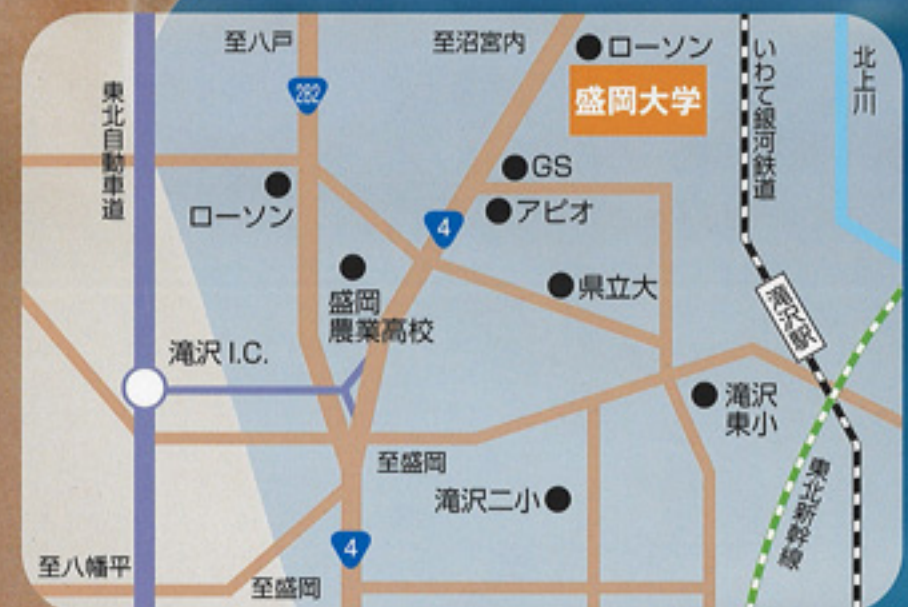 至八戸
至沼宮内
ローソン
盛岡大学
いわて銀河鉄道
北上川
東北自動車道
282
GS
ローソン
アピオ
4
盛岡
農業高校
県立大
滝沢駅
滝沢 I.C.
滝沢
東小
至盛岡
滝沢二小
東北新幹線
4
至八幡平
至盛岡